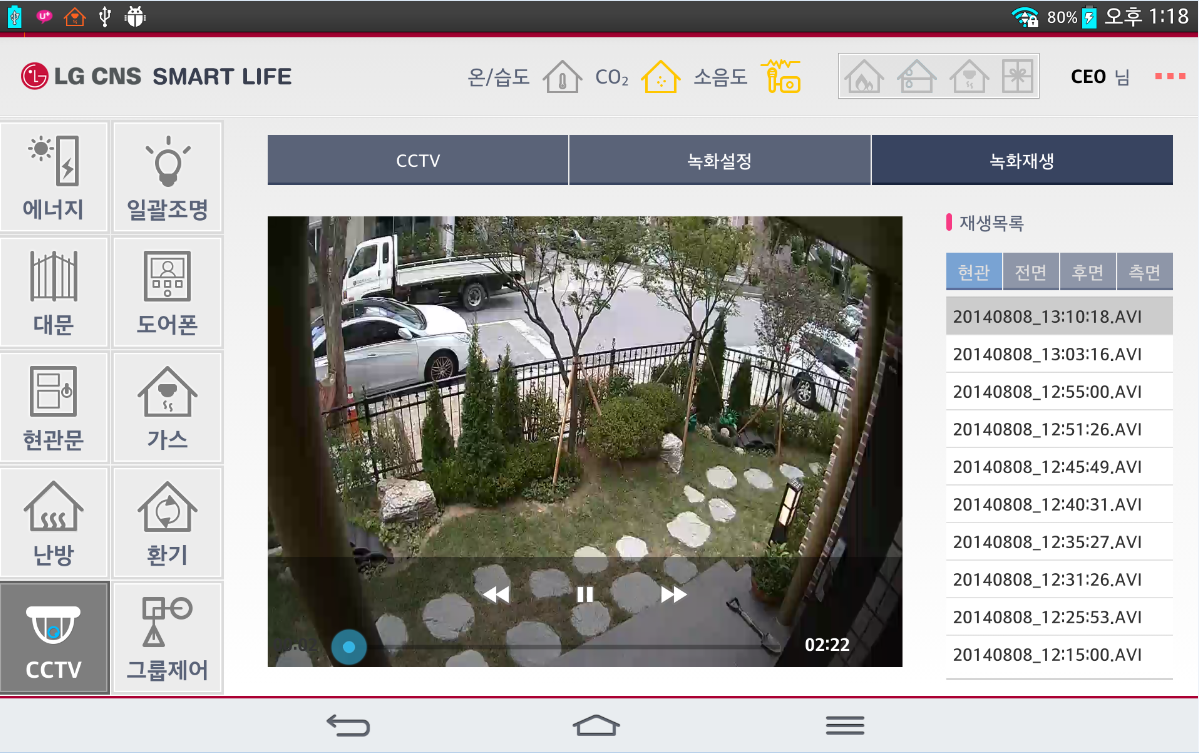 80% 오후 1:18
LG CNS SMART LIFE 온/습도 CO₂ 소음도 CEO 님
에너지 일괄조명
대문 도어폰
현관문 가스
난방 환기
CCTV 그룹제어
CCTV 녹화설정 녹화재생
02:22
재생목록
현관 전면 후면 측면
20140808_13:10:18.AVI
20140808_13:03:16.AVI
20140808_12:55:00.AVI
20140808_12:51:26.AVI
20140808_12:45:49.AVI
20140808_12:40:31.AVI
20140808_12:35:27.AVI
20140808_12:31:26.AVI
20140808_12:25:53.AVI
20140808_12:15:00.AVI